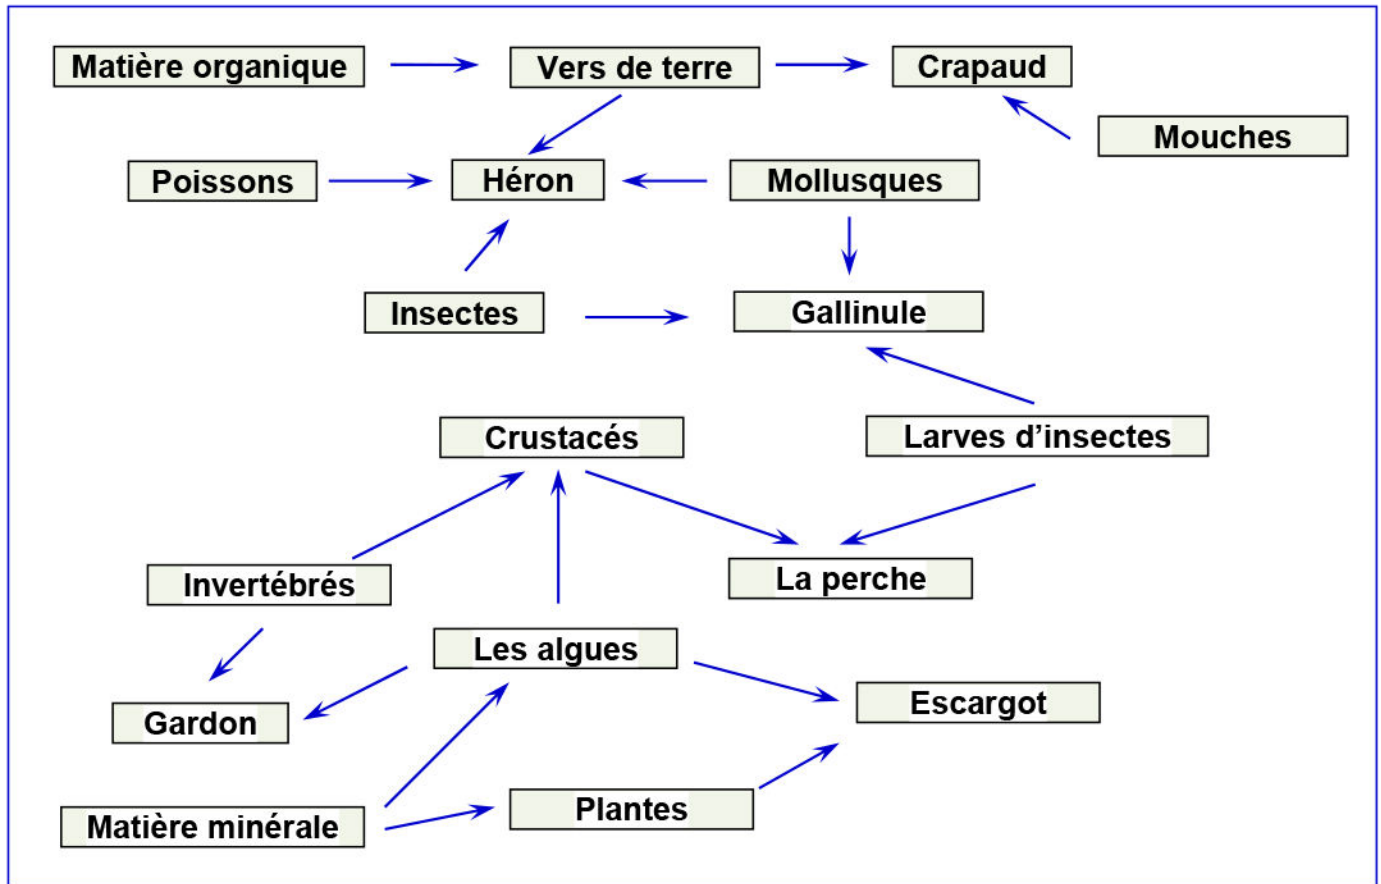 Matière organique
Vers de terre
Crapaud
Mouches
Poissons
Héron
Mollusques
Insectes
Gallinule
Crustacés
Larves d’insectes
Invertébrés
La perche
Les algues
Gardon
Escargot
Matière minérale
Plantes